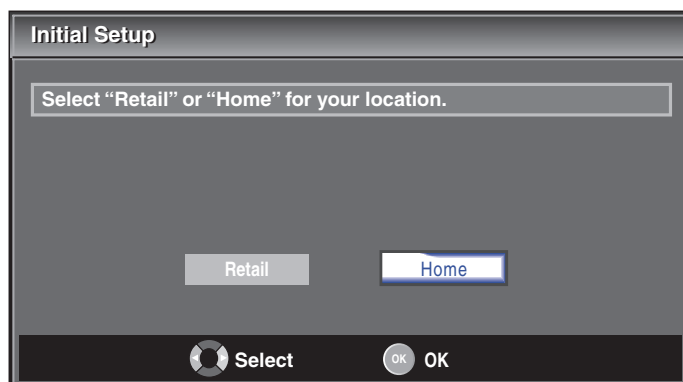 Initial Setup
Select “Retail” or “Home” for your location.
Retail Home
Select OK OK